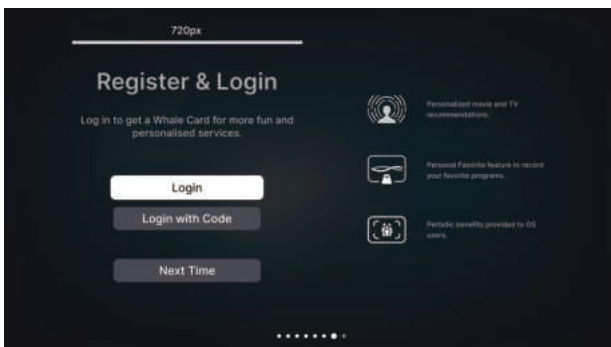 720px
Register & Login
Log in to get a Whale Card for more fun and
personalised services.
Login
Login with Code
Next Time
Personalized movie and TV
recommendations.
Personal Favorite feature to record
your favorite programs.
Periodic benefits provided to OS
users.